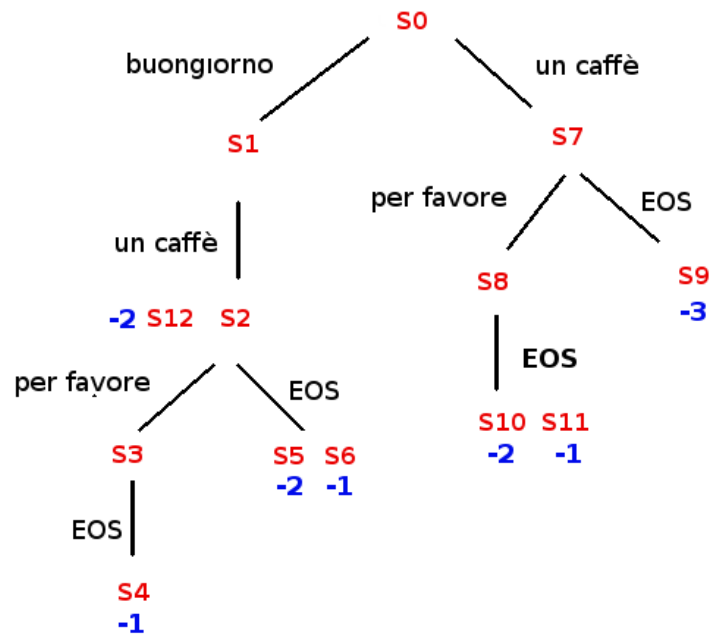 S0
buongıorno
un caffè
S1
S7
per favore
EOS
un caffè
S8
S9
-3
-2 S12 S2
EOS
per favore
EOS
S10 S11
-2 -1
S3
S5 S6
-2 -1
EOS
S4
-1